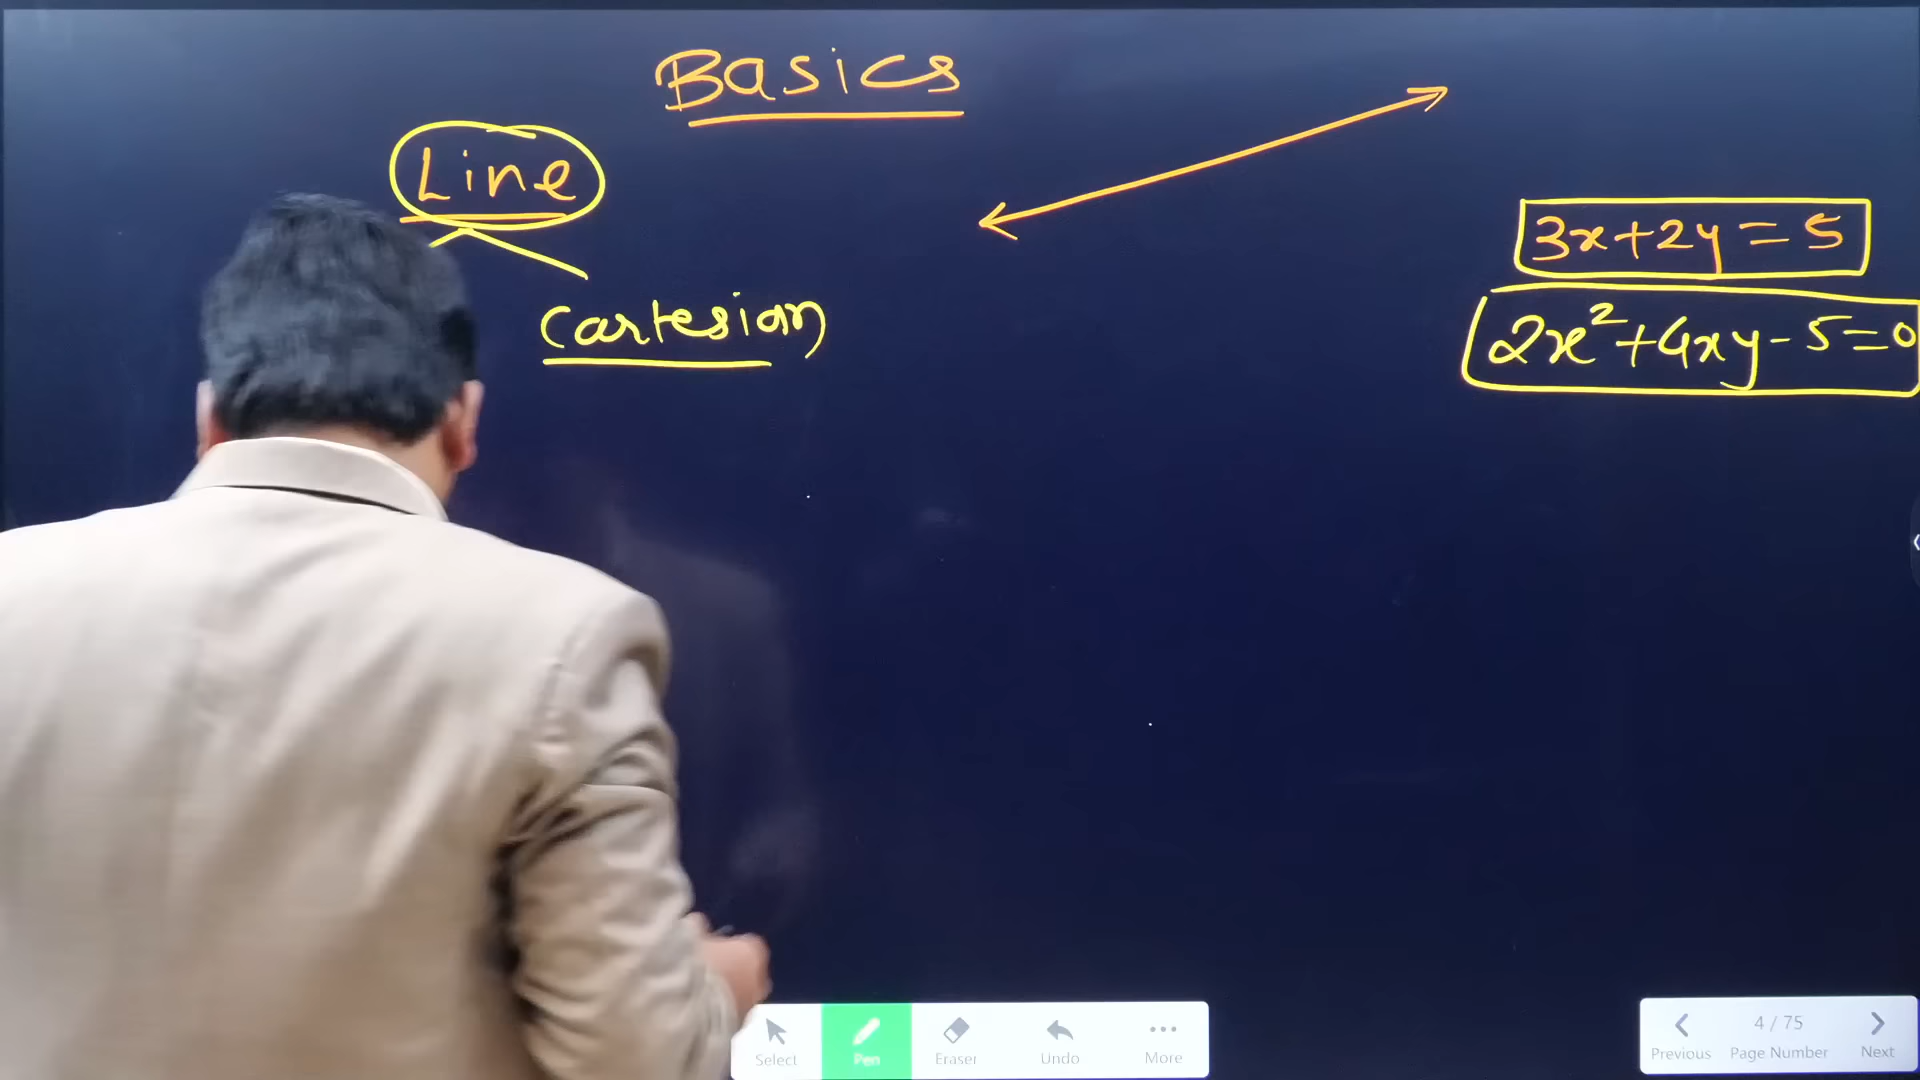 Basics
Line
3x+2y=5
Cartesian
2x²+4xy-5=0
Select
Pen
Eraser
Undo
More
4 / 75
Previous
Page Number
Next